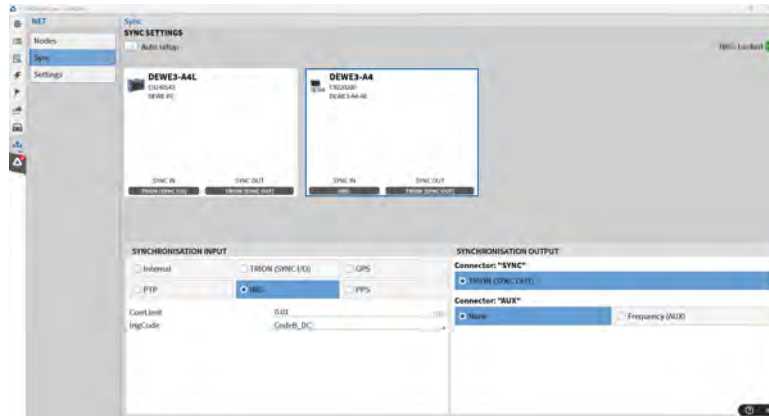 NET
Nodes
Sync
Settings
Sync
SYNC SETTINGS
Auto setup
IRIG Locked
DEWE3-A4L
DEWE3-A4
SYNC IN
SYNC OUT
TRION (SYNC I/O)
TRION (SYNC OUT)
SYNC IN
SYNC OUT
IRIG
TRION (SYNC OUT)
SYNCHRONISATION INPUT
Internal
TRION (SYNC I/O)
GPS
PTP
IRIG
PPS
CorrLimit
0.01
IrigCode
CodeB_DC
SYNCHRONISATION OUTPUT
Connector: "SYNC"
TRION (SYNC OUT)
Connector: "AUX"
None
Frequency (AUX)